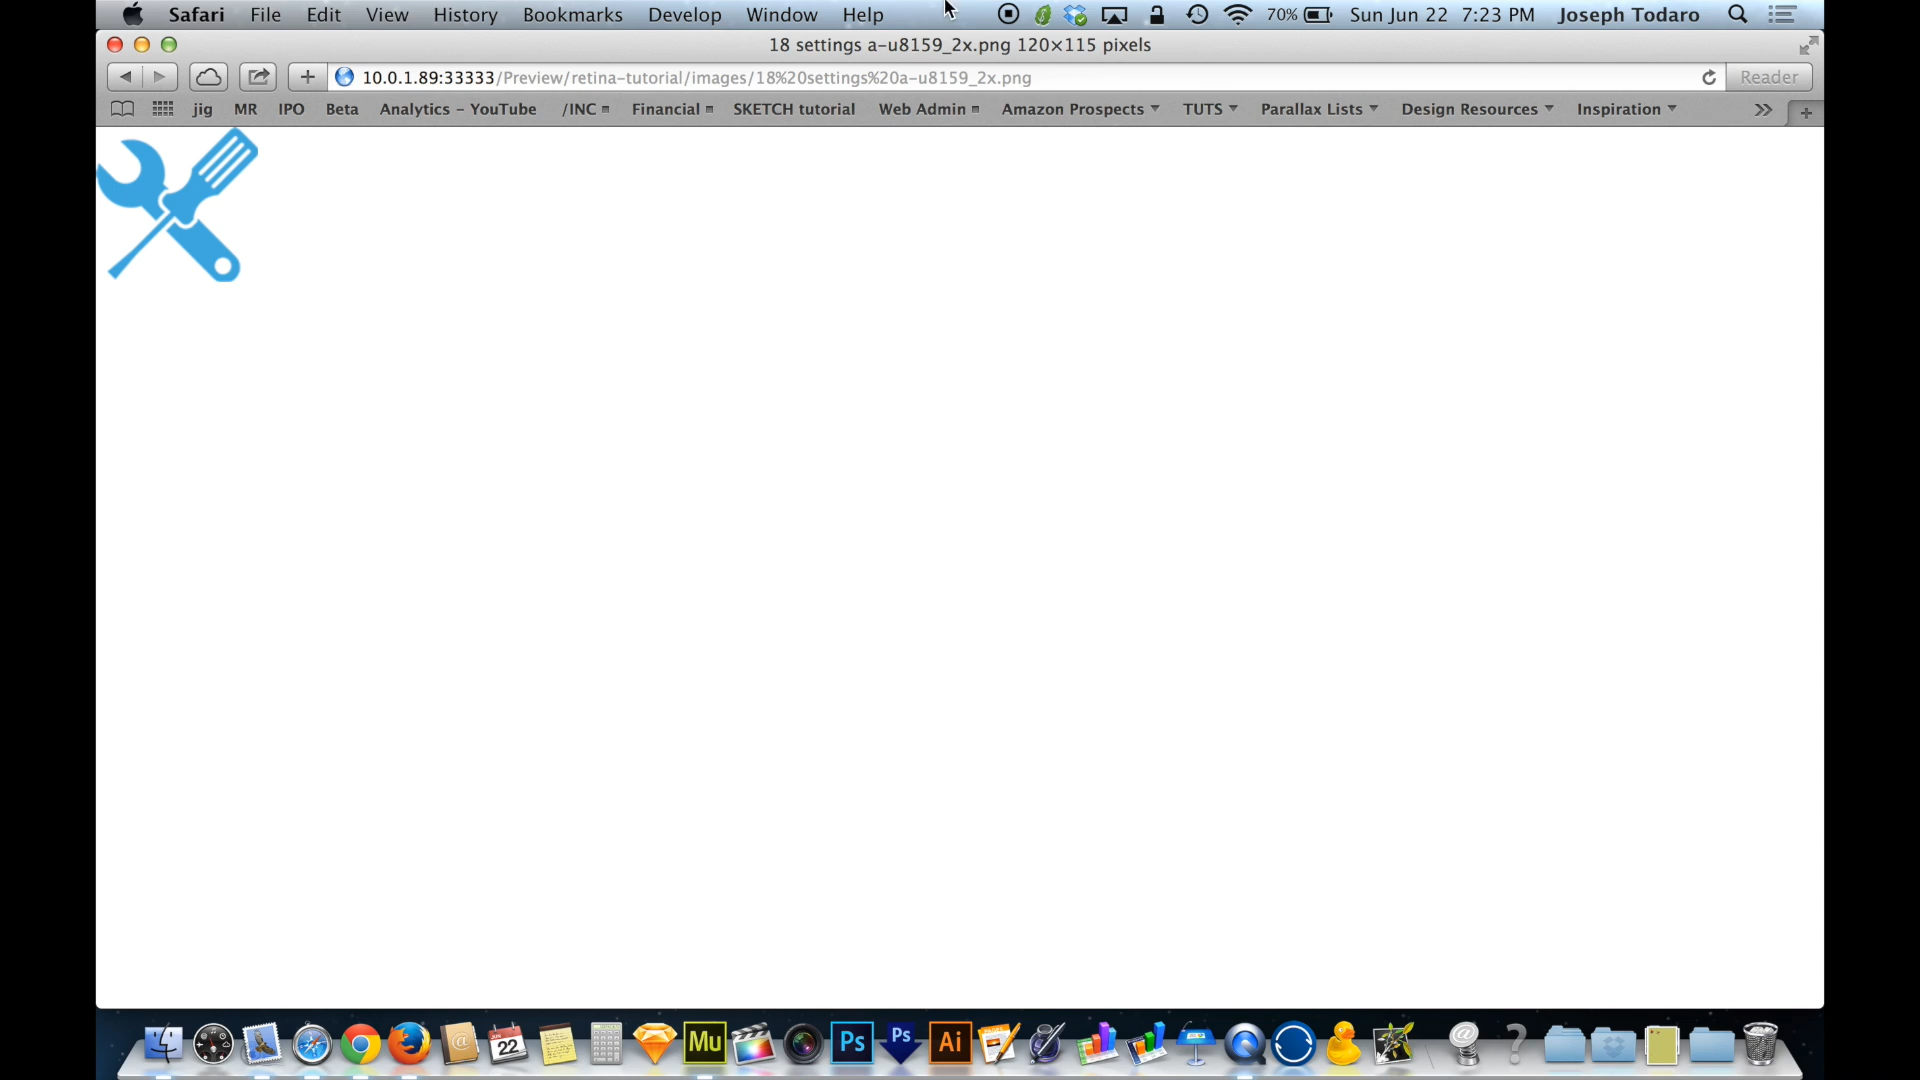 Safari File Edit View History Bookmarks Develop Window Help 70% Sun Jun 22 7:23 PM Joseph Todaro
18 settings a-u8159_2x.png 120×115 pixels
10.0.1.89:33333/Preview/retina-tutorial/images/18%20settings%20a-u8159_2x.png Reader
jig MR IPO Beta Analytics – YouTube /INC Financial SKETCH tutorial Web Admin Amazon Prospects TUTS Parallax Lists Design Resources Inspiration
@ JUN 22 Mu Ps Ps Ai @ ?